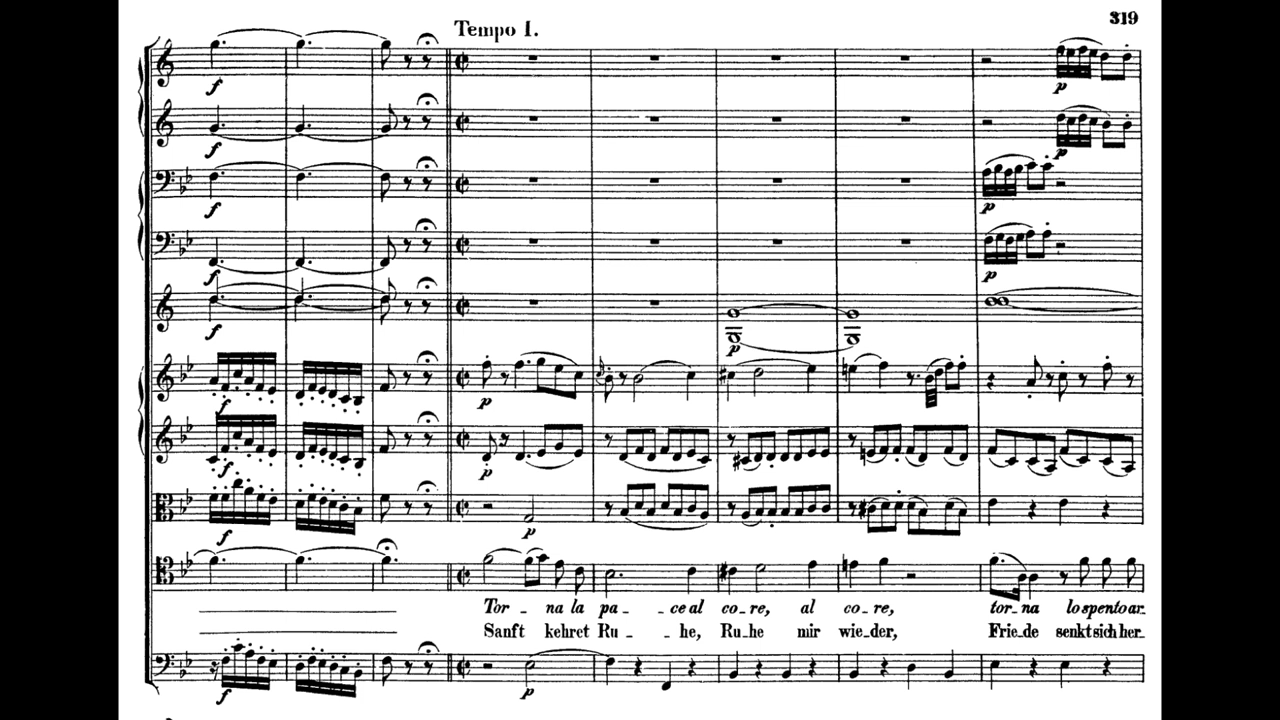 319
Tempo I.
f
f
f
f
f
f
f
f
f
p
p
p
p
p
p
p
p
p
Tor - na la pa - ce al co - re, al co - re, tor - na lo spento ar-
Sanft kehret Ru - he, Ru - he mir wie - der, Frie - de senkt sich her-